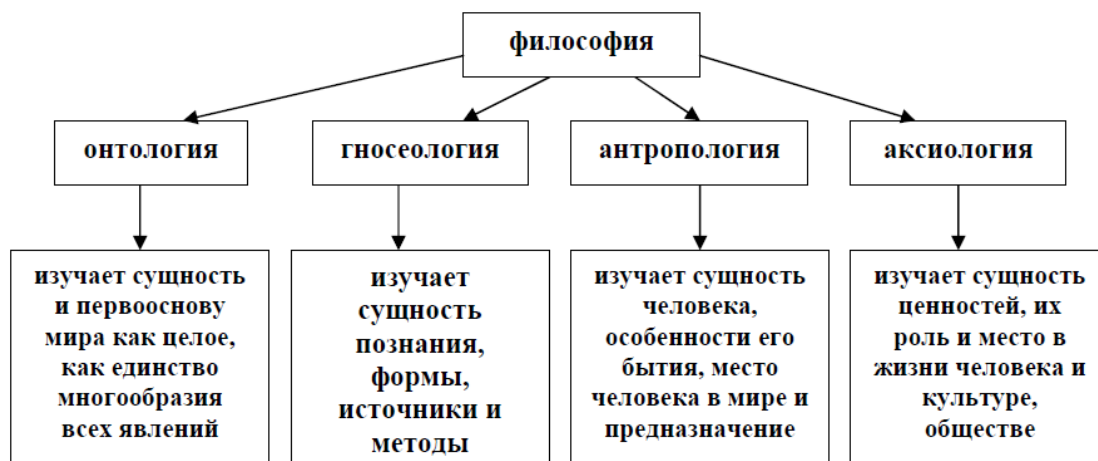 философия
онтология
гносеология
антропология
аксиология
изучает сущность
и первооснову
мира как целое,
как единство
многообразия
всех явлений
изучает
сущность
познания,
формы,
источники и
методы
изучает сущность
человека,
особенности его
бытия, место
человека в мире и
предназначение
изучает сущность
ценностей, их
роль и место в
жизни человека и
культуре,
обществе